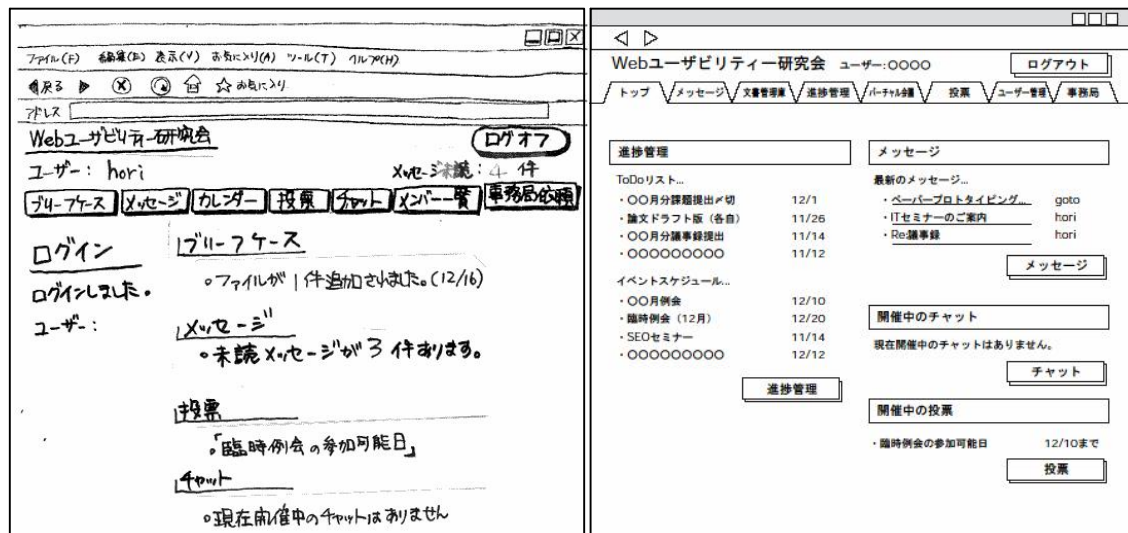 ファイル(F) 編集(E) 表示(V) お気に入り(A) ツール(T) ヘルプ(H)
戻る お気に入り
アドレス
Webユーザビリティー研究会 ログオフ
ユーザー: hori メッセージ未読: 4 件
ブリーフケース メッセージ カレンダー 投票 チャット メンバー一覧 事務局依頼
ログイン
ログインしました。
ユーザー:
ブリーフケース
○ファイルが1件追加されました。(12/16)
メッセージ
○未読メッセージが3件あります。
投票
○「臨時例会の参加可能日」
チャット
○現在開催中のチャットはありません
Webユーザビリティー研究会 ユーザー:○○○○ ログアウト
トップ メッセージ 文書管理庫 進捗管理 バーチャル会議 投票 ユーザー管理 事務局
進捗管理
ToDoリスト...
・○○月分課題提出〆切 12/1
・論文ドラフト版（各自） 11/26
・○○月分議事録提出 11/14
・○○○○○○○○○ 11/12
イベントスケジュール...
・○○月例会 12/10
・臨時例会（12月） 12/20
・SEOセミナー 11/14
・○○○○○○○○○ 12/12
進捗管理
メッセージ
最新のメッセージ...
・ペーパープロトタイピング... goto
・ITセミナーのご案内 hori
・Re:議事録 hori
メッセージ
開催中のチャット
現在開催中のチャットはありません。
チャット
開催中の投票
・臨時例会の参加可能日 12/10まで
投票